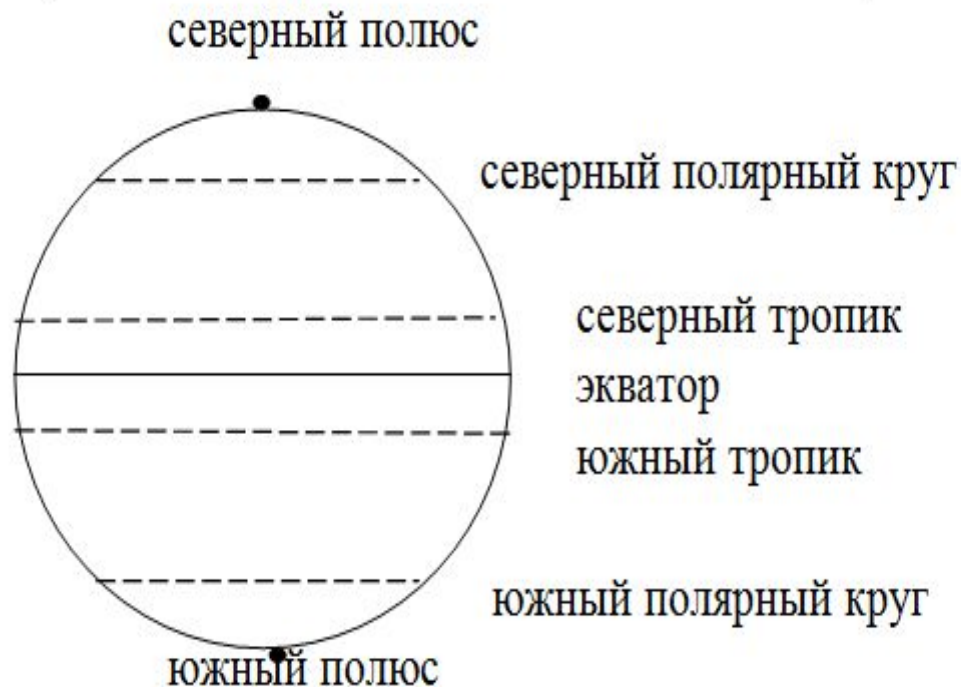 северный полюс
северный полярный круг
северный тропик
экватор
южный тропик
южный полярный круг
южный полюс